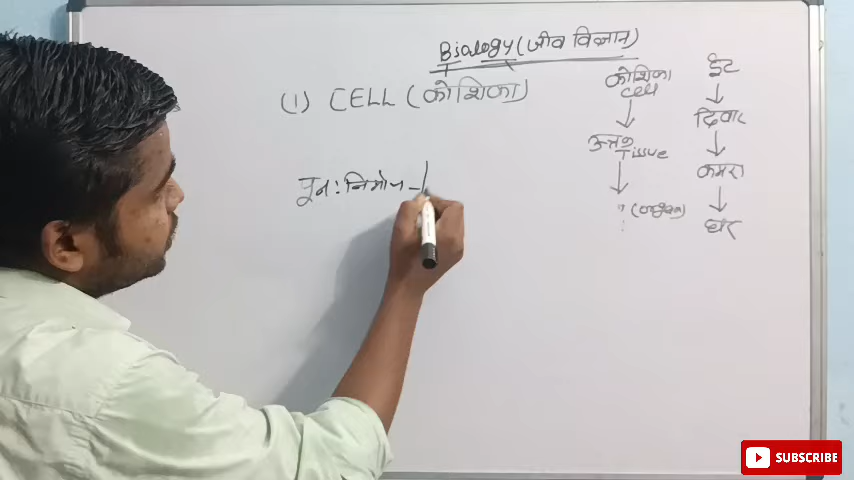 Biology (जीव विज्ञान)
(1) CELL (कोशिका)
पुन: निर्माण -
कोशिका
Cell
ऊतक
Tissue
ईट
दिवार
कमरा
घर
SUBSCRIBE